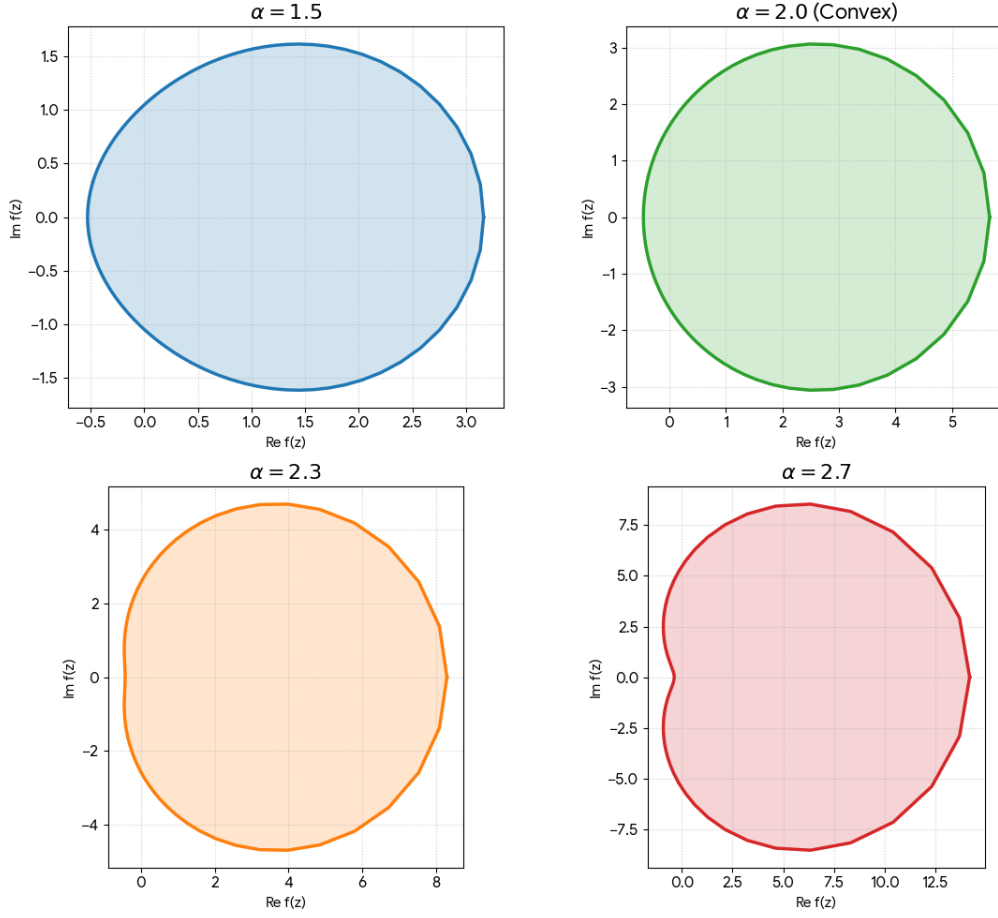 α = 1.5
1.5
1.0
0.5
0.0
−0.5
−1.0
−1.5
Im f(z)
−0.5 0.0 0.5 1.0 1.5 2.0 2.5 3.0
Re f(z)
α = 2.0 (Convex)
3
2
1
0
−1
−2
−3
Im f(z)
0 1 2 3 4 5
Re f(z)
α = 2.3
4
2
0
−2
−4
Im f(z)
0 2 4 6 8
Re f(z)
α = 2.7
7.5
5.0
2.5
0.0
−2.5
−5.0
−7.5
Im f(z)
0.0 2.5 5.0 7.5 10.0 12.5
Re f(z)